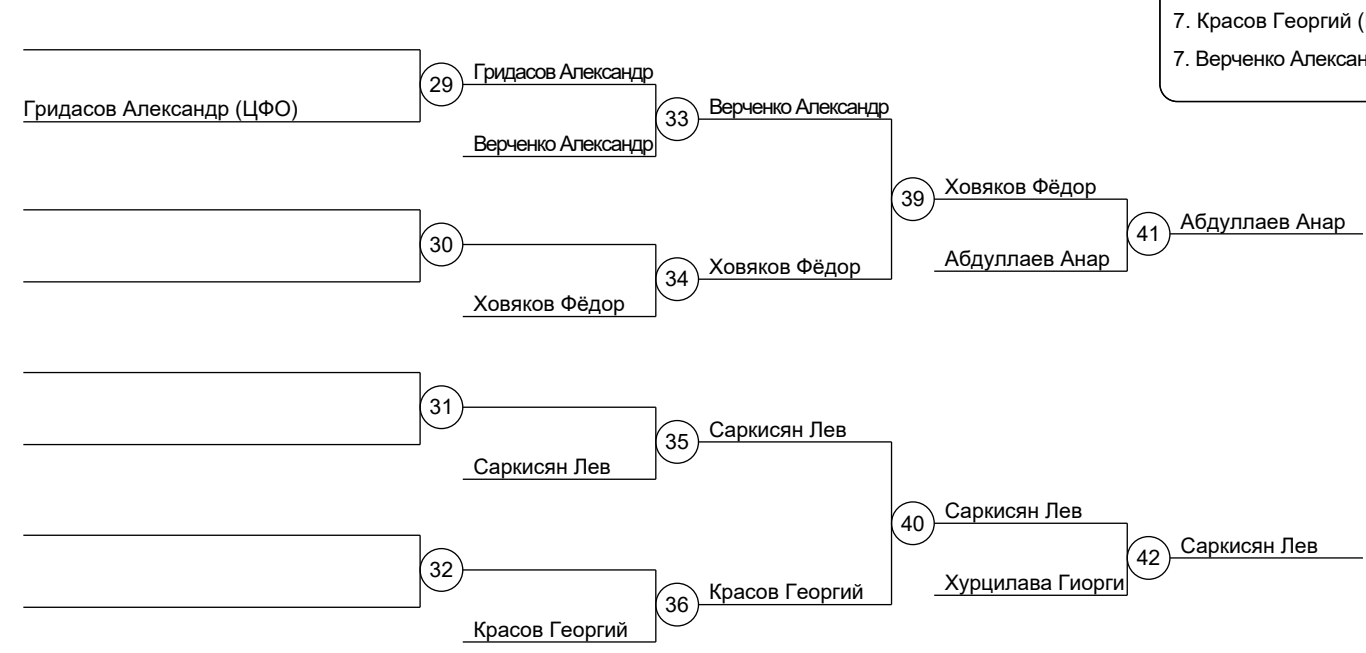 7. Красов Георгий (
7. Верченко Алексан
29
Гридасов Александр
Гридасов Александр (ЦФО)
33
Верченко Александр
Верченко Александр
39
Ховяков Фёдор
30
41
Абдуллаев Анар
34
Ховяков Фёдор
Абдуллаев Анар
Ховяков Фёдор
31
35
Саркисян Лев
Саркисян Лев
40
Саркисян Лев
32
42
Саркисян Лев
36
Красов Георгий
Хурцилава Гиорги
Красов Георгий